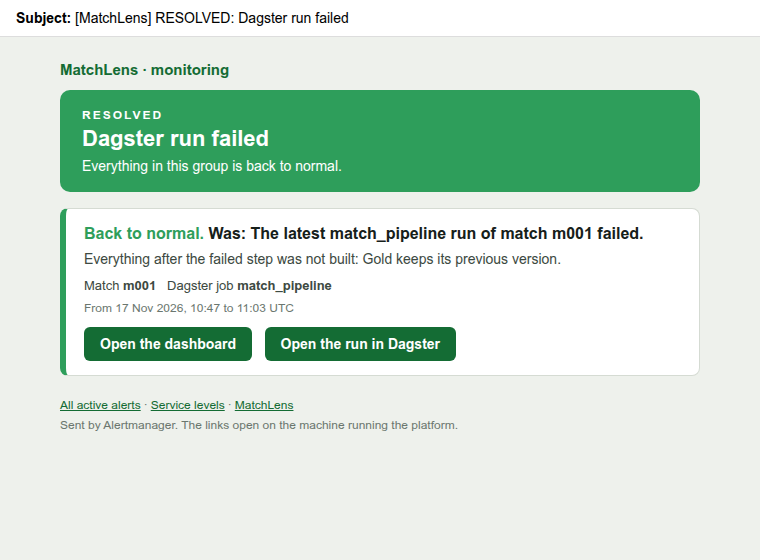 Subject: [MatchLens] RESOLVED: Dagster run failed
MatchLens · monitoring
RESOLVED
Dagster run failed
Everything in this group is back to normal.
Back to normal. Was: The latest match_pipeline run of match m001 failed.
Everything after the failed step was not built: Gold keeps its previous version.
Match m001 Dagster job match_pipeline
From 17 Nov 2026, 10:47 to 11:03 UTC
Open the dashboard Open the run in Dagster
All active alerts · Service levels · MatchLens
Sent by Alertmanager. The links open on the machine running the platform.